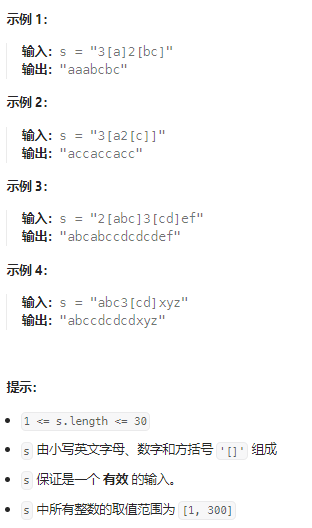 示例 1：
输入：s = "3[a]2[bc]"
输出："aaabcbc"
示例 2：
输入：s = "3[a2[c]]"
输出："accaccacc"
示例 3：
输入：s = "2[abc]3[cd]ef"
输出："abcabccdcdcdef"
示例 4：
输入：s = "abc3[cd]xyz"
输出："abccdcdcdxyz"
提示：
• 1 <= s.length <= 30
• s 由小写英文字母、数字和方括号 '[]' 组成
• s 保证是一个 有效 的输入。
• s 中所有整数的取值范围为 [1, 300]